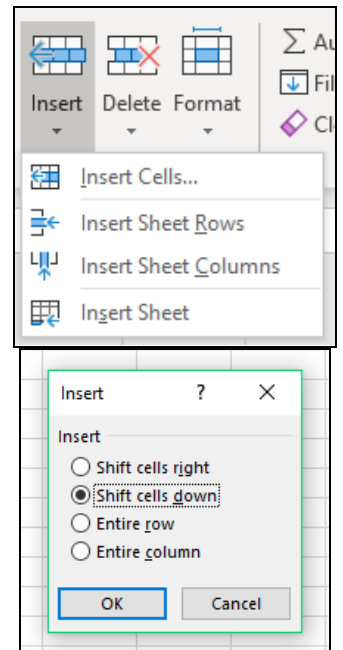 Insert Delete Format
Σ Au
Fil
Cl
Insert Cells...
Insert Sheet Rows
Insert Sheet Columns
Insert Sheet
Insert ? ×
Insert
Shift cells right
Shift cells down
Entire row
Entire column
OK Cancel